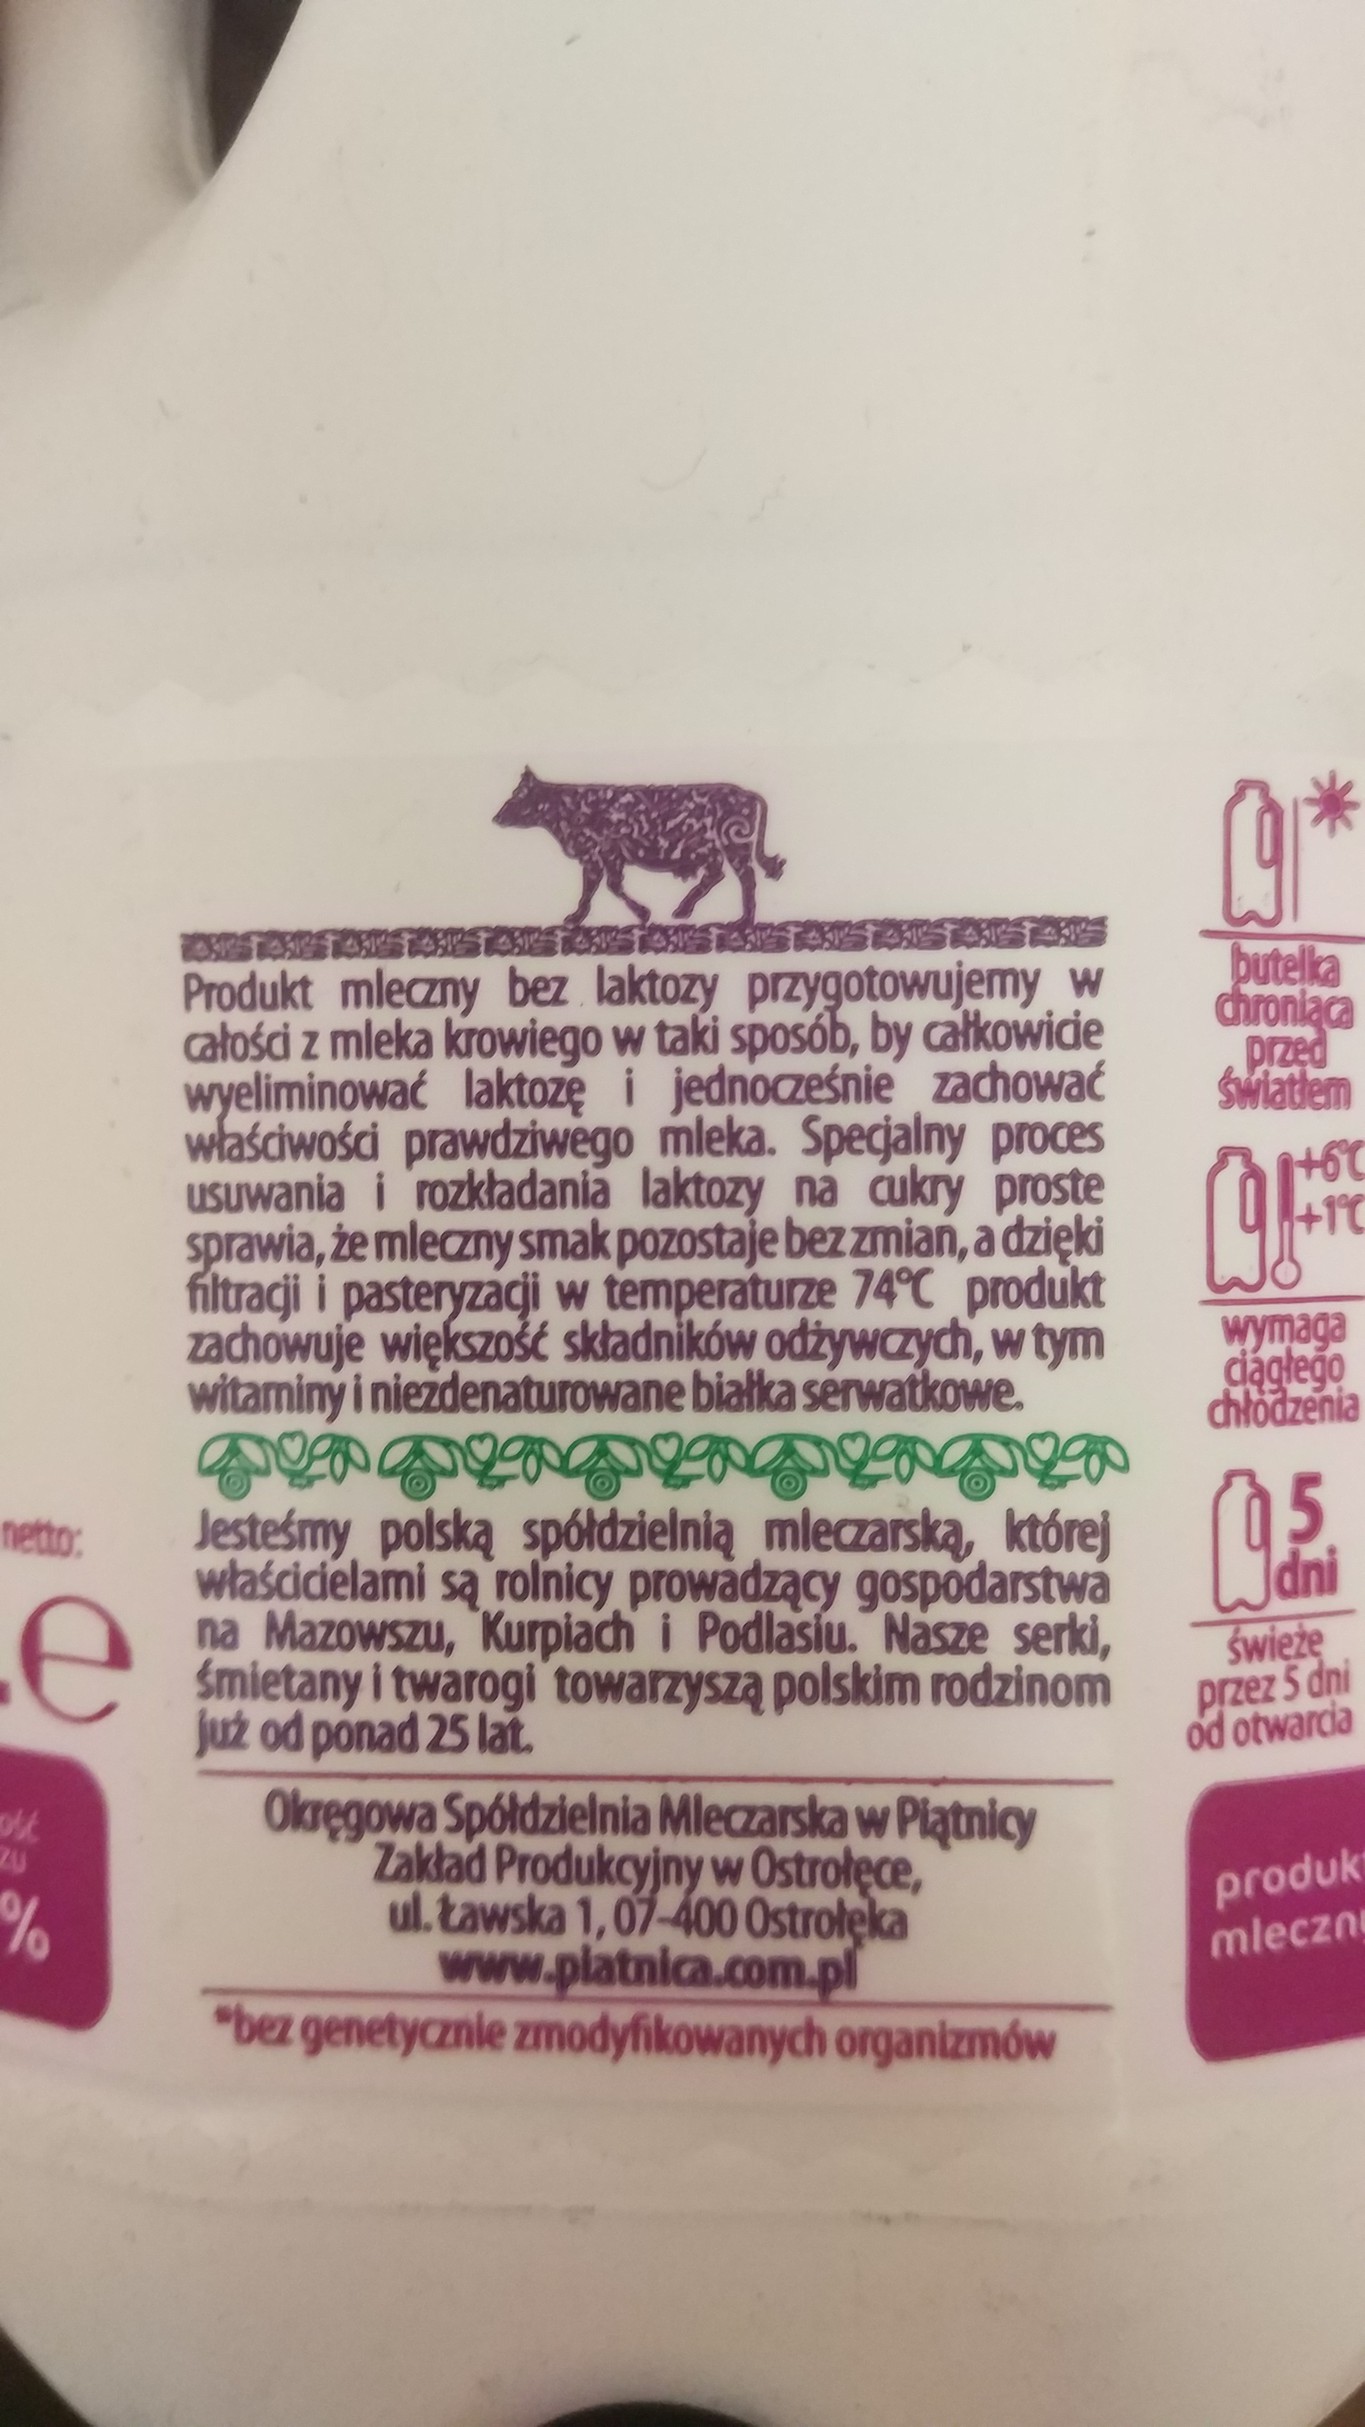 Produkt mleczny bez laktozy przygotowujemy w
całości z mleka krowiego w taki sposób, by całkowicie
wyeliminować laktozę i jednocześnie zachować
właściwości prawdziwego mleka. Specjalny proces
usuwania i rozkładania laktozy na cukry proste
sprawia, że mleczny smak pozostaje bez zmian, a dzięki
filtracji i pasteryzacji w temperaturze 74°C produkt
zachowuje większość składników odżywczych, w tym
witaminy i niezdenaturowane białka serwatkowe.
Jesteśmy polską spółdzielnią mleczarską, której
właścicielami są rolnicy prowadzący gospodarstwa
na Mazowszu, Kurpiach i Podlasiu. Nasze serki,
śmietany i twarogi towarzyszą polskim rodzinom
już od ponad 25 lat.
Okręgowa Spółdzielnia Mleczarska w Piątnicy
Zakład Produkcyjny w Ostrołęce,
ul. Ławska 1, 07-400 Ostrołęka
www.piatnica.com.pl
*bez genetycznie zmodyfikowanych organizmów
butelka
chroniąca
przed
światłem
+6°C
+1°C
wymaga
ciągłego
chłodzenia
5
dni
świeże
przez 5 dni
od otwarcia
produkt
mleczny
netto:
e
%